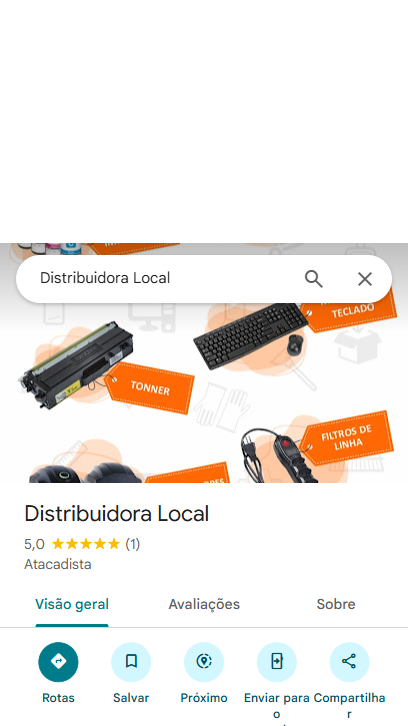 Distribuidora Local
TECLADO
TONNER
FILTROS DE
LINHA
Distribuidora Local
5,0 (1)
Atacadista
Visão geral Avaliações Sobre
Rotas Salvar Próximo Enviar para Compartilha
o r